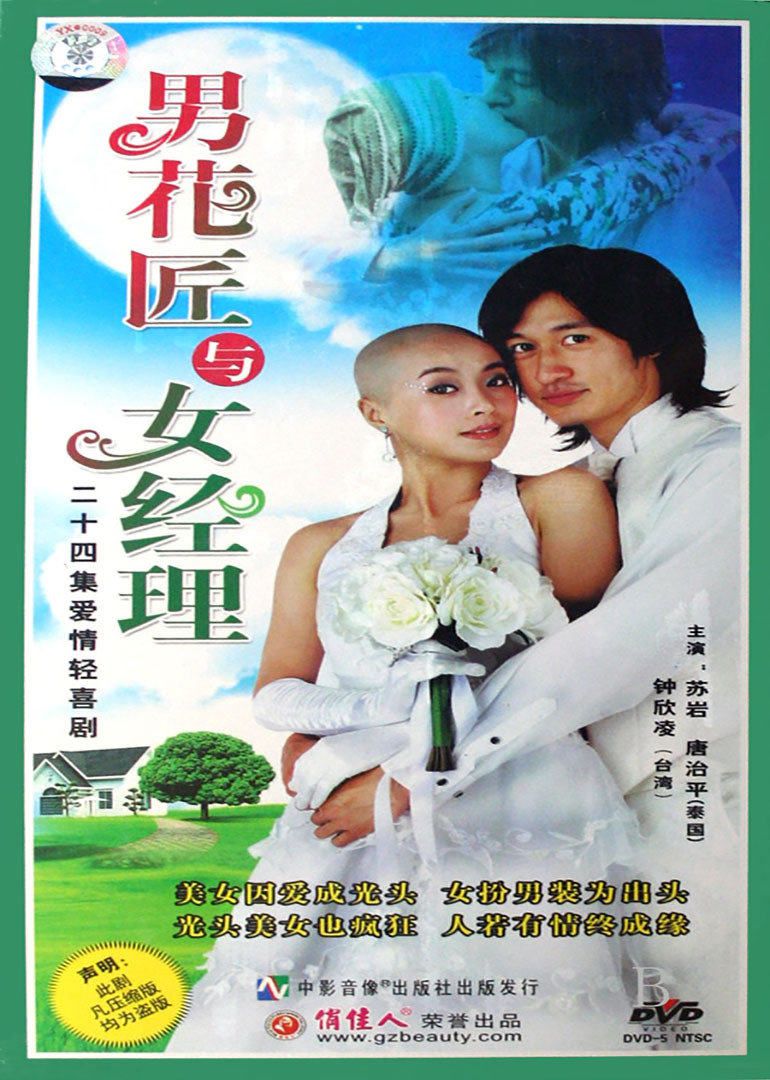 YX●C009
男花匠
与
女经理
二十四集爱情轻喜剧
主演：苏岩 唐治平(泰国)
钟欣凌(台湾)
美女因爱成光头 女扮男装为出头
光头美女也疯狂 人若有情终成缘
声明：
此剧
凡压缩版
均为盗版
中影音像®出版社出版发行
俏佳人® 荣誉出品
www.gzbeauty.com
B
DVD
VIDEO
DVD-5 NTSC